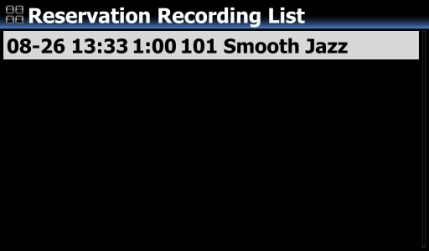 Reservation Recording List
08-26 13:33 1:00 101 Smooth Jazz